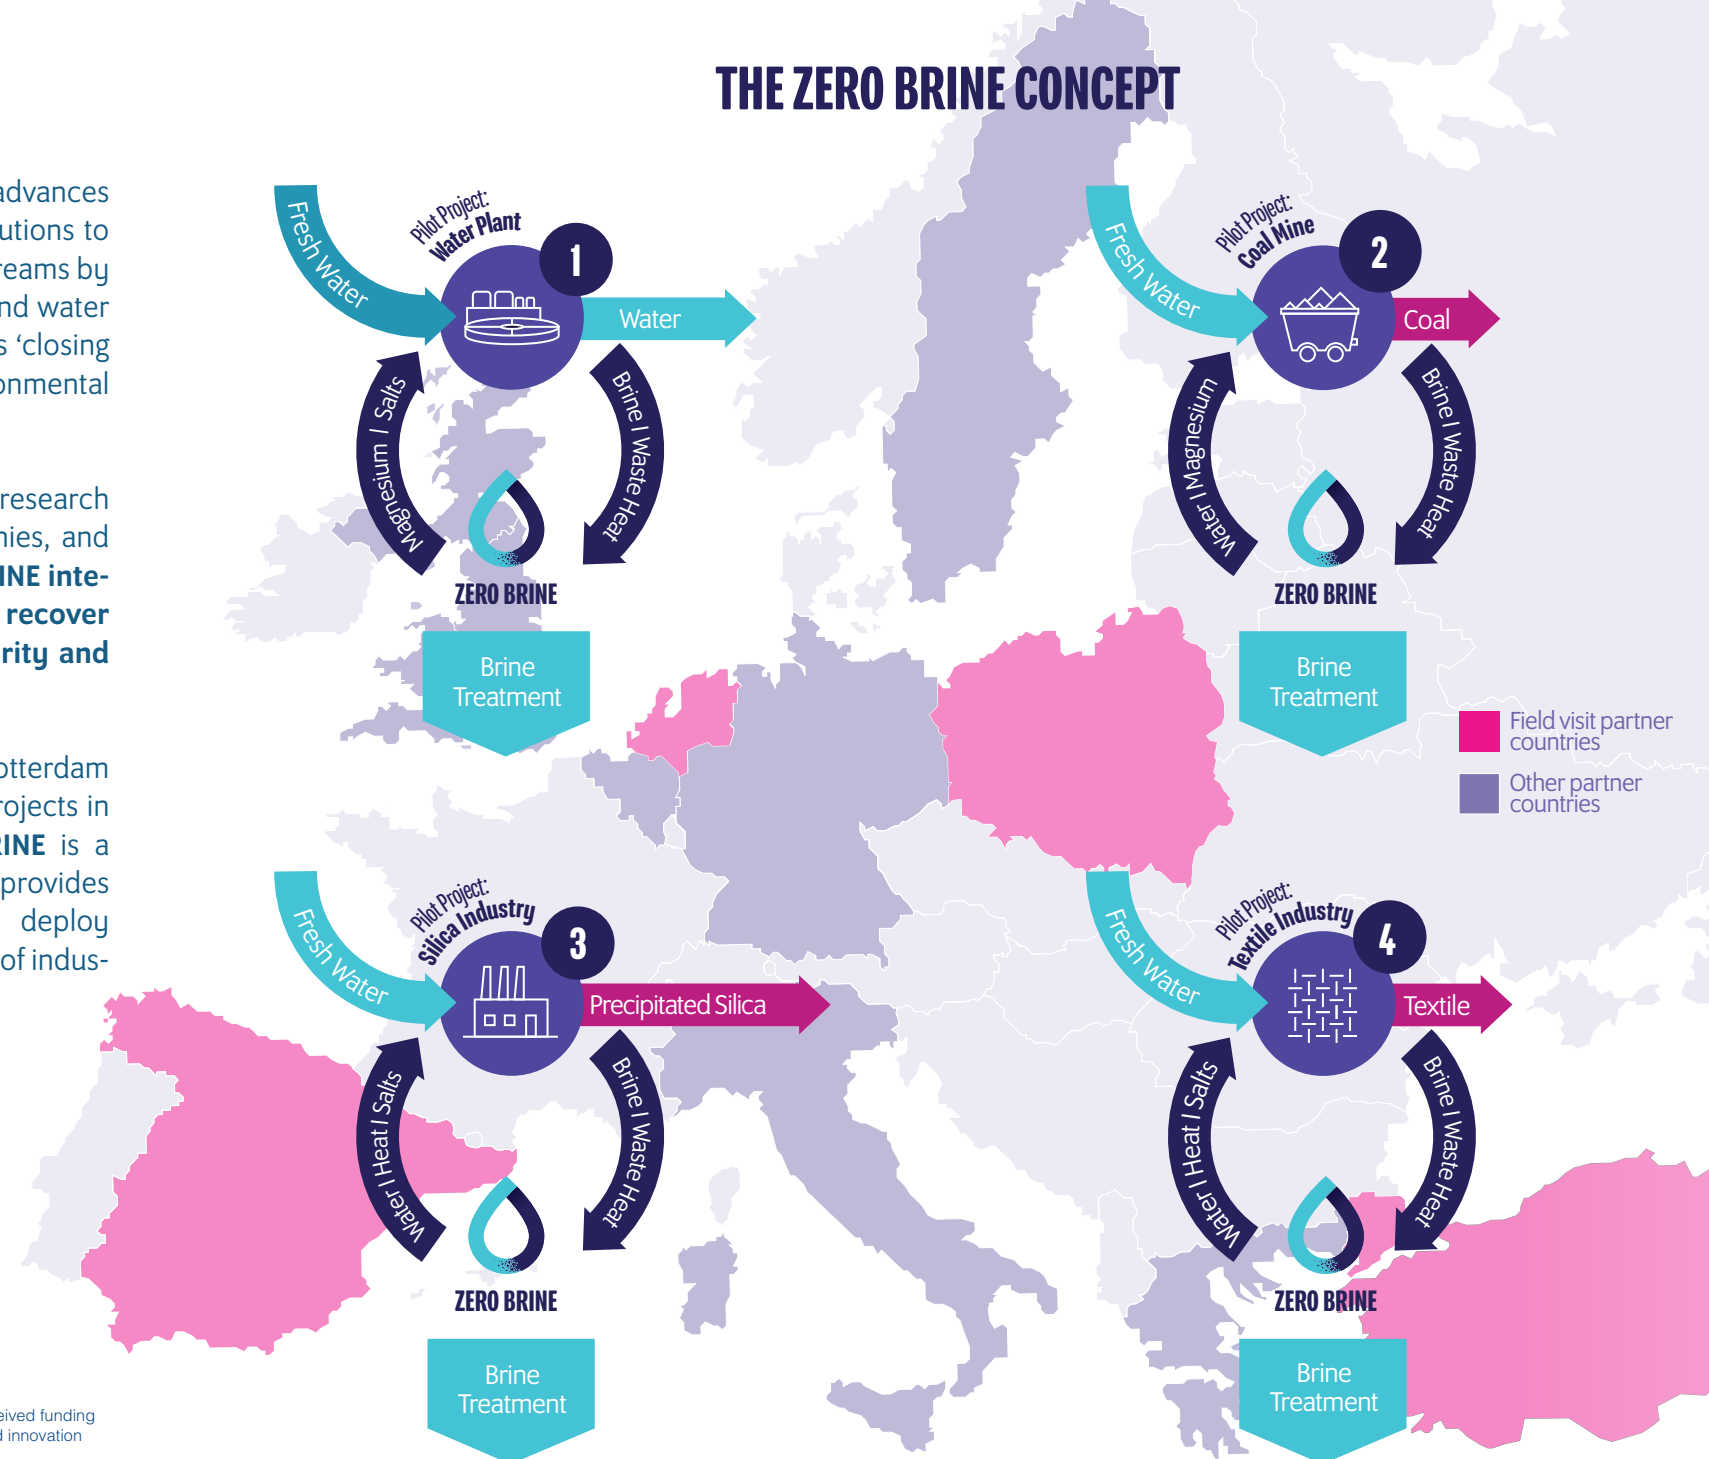 THE ZERO BRINE CONCEPT
advances
utions to
reams by
nd water
s ‘closing
onmental
research
nies, and
INE inte-
recover
rity and
otterdam
rojects in
RINE is a
provides
deploy
of indus-
eived funding
d innovation
Fresh Water
Pilot Project:
Water Plant
1
Water
Magnesium | Salts
Brine | Waste Heat
ZERO BRINE
Brine
Treatment
Fresh Water
Pilot Project:
Coal Mine
2
Coal
Water | Magnesium
Brine | Waste Heat
ZERO BRINE
Brine
Treatment
Field visit partner
countries
Other partner
countries
Fresh Water
Pilot Project:
Silica Industry
3
Precipitated Silica
Water | Heat | Salts
Brine | Waste Heat
ZERO BRINE
Brine
Treatment
Fresh Water
Pilot Project:
Textile Industry
4
Textile
Water | Heat | Salts
Brine | Waste Heat
ZERO BRINE
Brine
Treatment